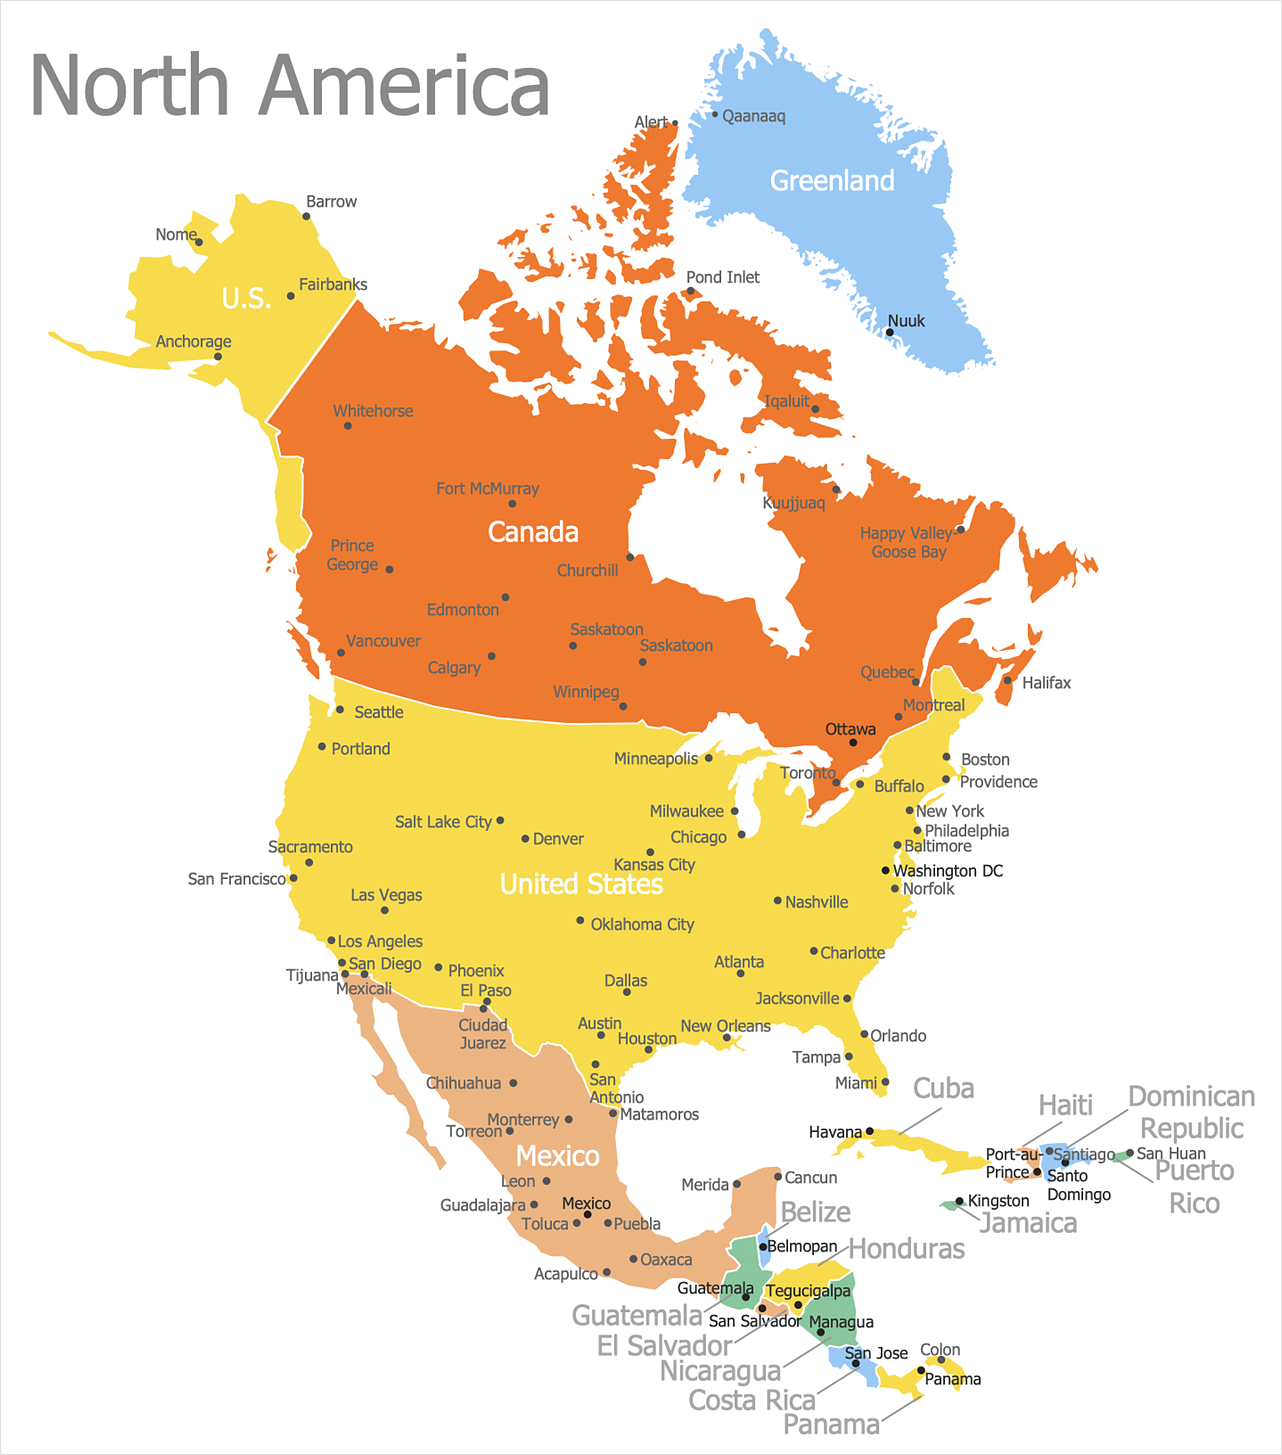 North America
Alert
Qaanaaq
Greenland
Barrow
Nome
Pond Inlet
Fairbanks
U.S.
Nuuk
Anchorage
Iqaluit
Whitehorse
Fort McMurray
Kuujjuaq
Canada
Happy Valley-
Goose Bay
Prince
George
Churchill
Edmonton
Saskatoon
Vancouver
Saskatoon
Calgary
Quebec
Halifax
Winnipeg
Montreal
Seattle
Ottawa
Portland
Minneapolis
Boston
Toronto
Providence
Buffalo
Milwaukee
New York
Salt Lake City
Philadelphia
Denver
Chicago
Baltimore
Sacramento
Kansas City
Washington DC
San Francisco
United States
Norfolk
Las Vegas
Nashville
Oklahoma City
Los Angeles
Charlotte
San Diego
Atlanta
Phoenix
Tijuana
Dallas
Mexicali
El Paso
Jacksonville
Ciudad
Juarez
Austin
New Orleans
Houston
Orlando
Tampa
San
Antonio
Chihuahua
Miami
Cuba
Dominican
Republic
Haiti
Matamoros
Monterrey
Torreon
Havana
Mexico
Port-au-
Prince
Santiago
San Huan
Puerto
Rico
Santo
Domingo
Leon
Merida
Cancun
Guadalajara
Mexico
Kingston
Belize
Toluca
Puebla
Jamaica
Belmopan
Honduras
Oaxaca
Acapulco
Guatemala
Tegucigalpa
Guatemala
San Salvador
Managua
El Salvador
San Jose
Colon
Nicaragua
Panama
Costa Rica
Panama